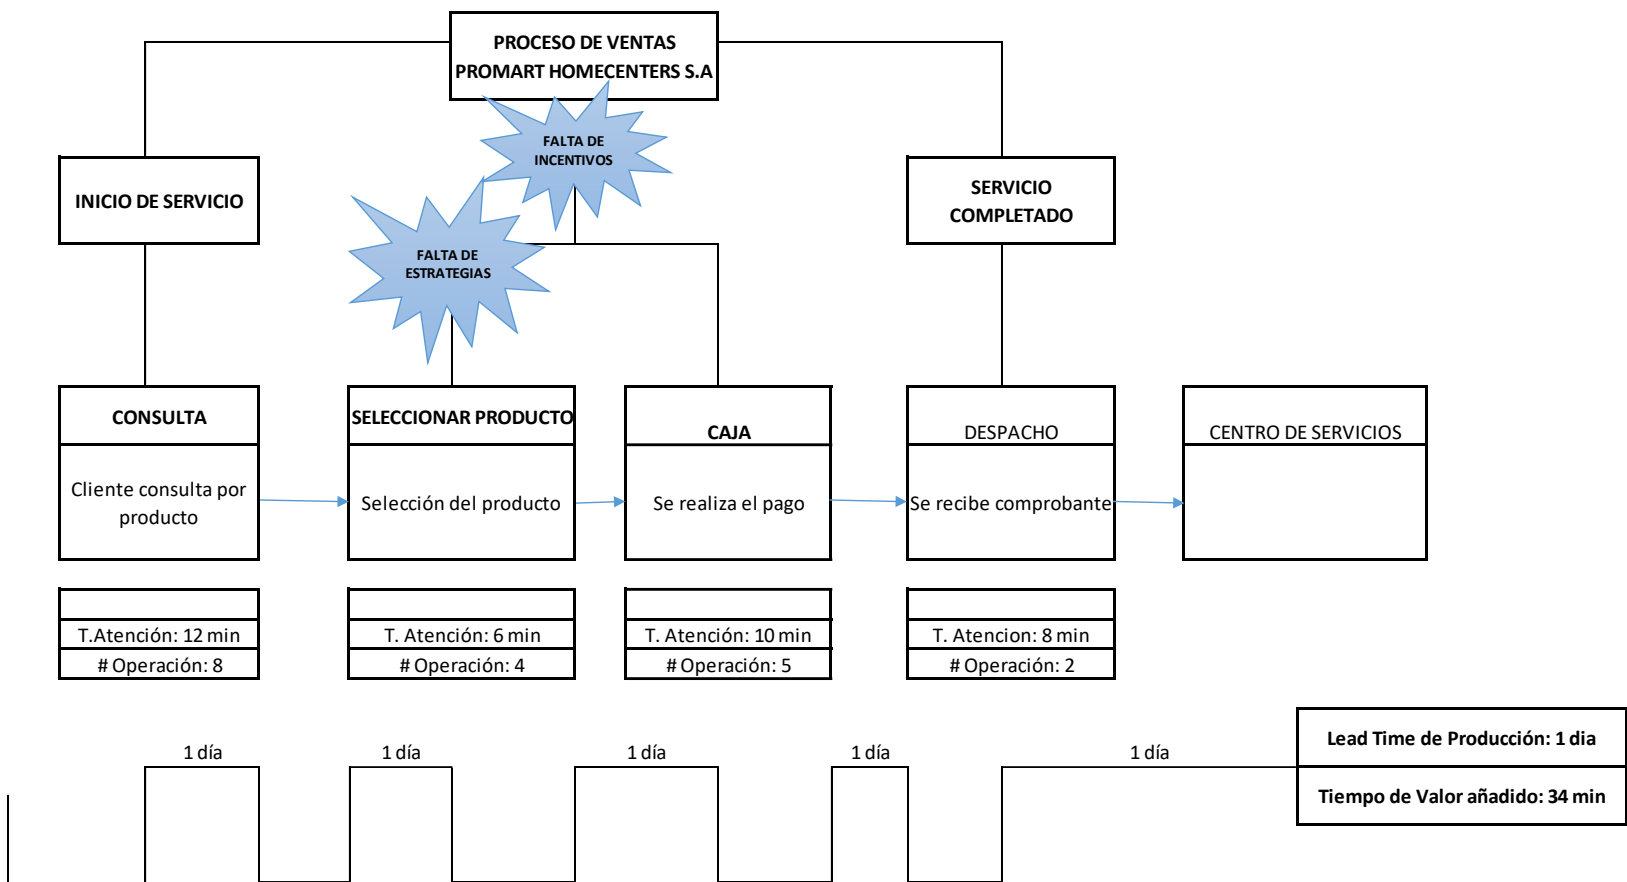 PROCESO DE VENTAS
PROMART HOMECENTERS S.A
FALTA DE
INCENTIVOS
INICIO DE SERVICIO
SERVICIO
COMPLETADO
FALTA DE
ESTRATEGIAS
CONSULTA
SELECCIONAR PRODUCTO
CAJA
DESPACHO
CENTRO DE SERVICIOS
Cliente consulta por
producto
Selección del producto
Se realiza el pago
Se recibe comprobante
T.Atención: 12 min
# Operación: 8
T. Atención: 6 min
# Operación: 4
T. Atención: 10 min
# Operación: 5
T. Atencion: 8 min
# Operación: 2
1 día
1 día
1 día
1 día
1 día
Lead Time de Producción: 1 dia
Tiempo de Valor añadido: 34 min